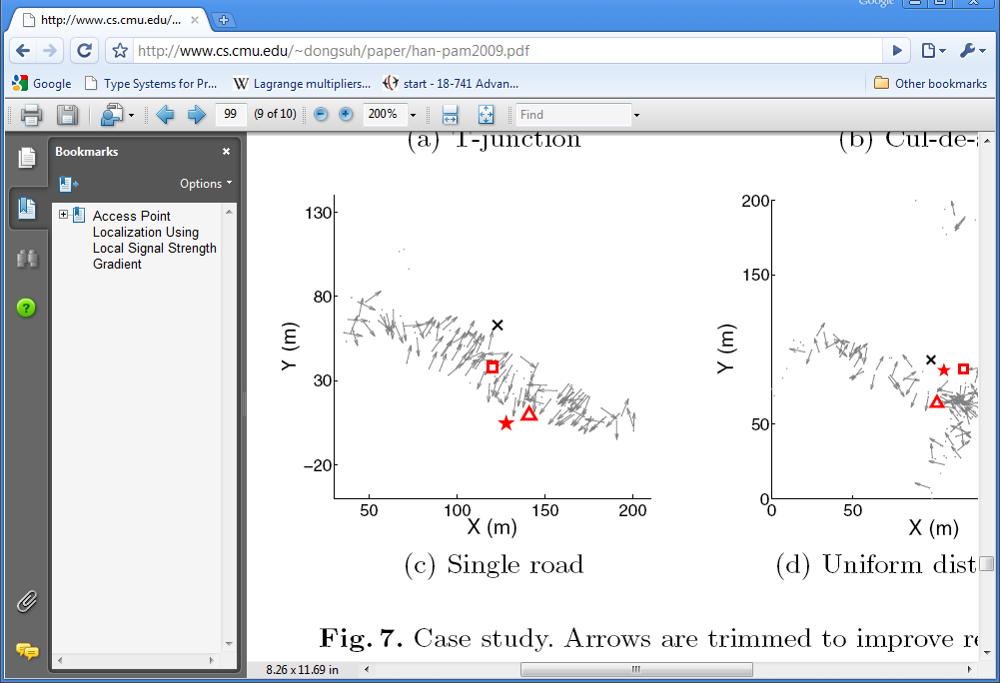 Google
http://www.cs.cmu.edu/...
http://www.cs.cmu.edu/~dongsuh/paper/han-pam2009.pdf
Google Type Systems for Pr... Lagrange multipliers... start - 18-741 Advan... Other bookmarks
99 (9 of 10) 200% Find
Bookmarks
Options
Access Point
Localization Using
Local Signal Strength
Gradient
(a) T-junction
(b) Cul-de-
130
80
30
−20
Y (m)
50 100 150 200
X (m)
(c) Single road
200
150
50
0
Y (m)
0 50
X (m)
(d) Uniform dist
Fig. 7. Case study. Arrows are trimmed to improve re
8.26 x 11.69 in